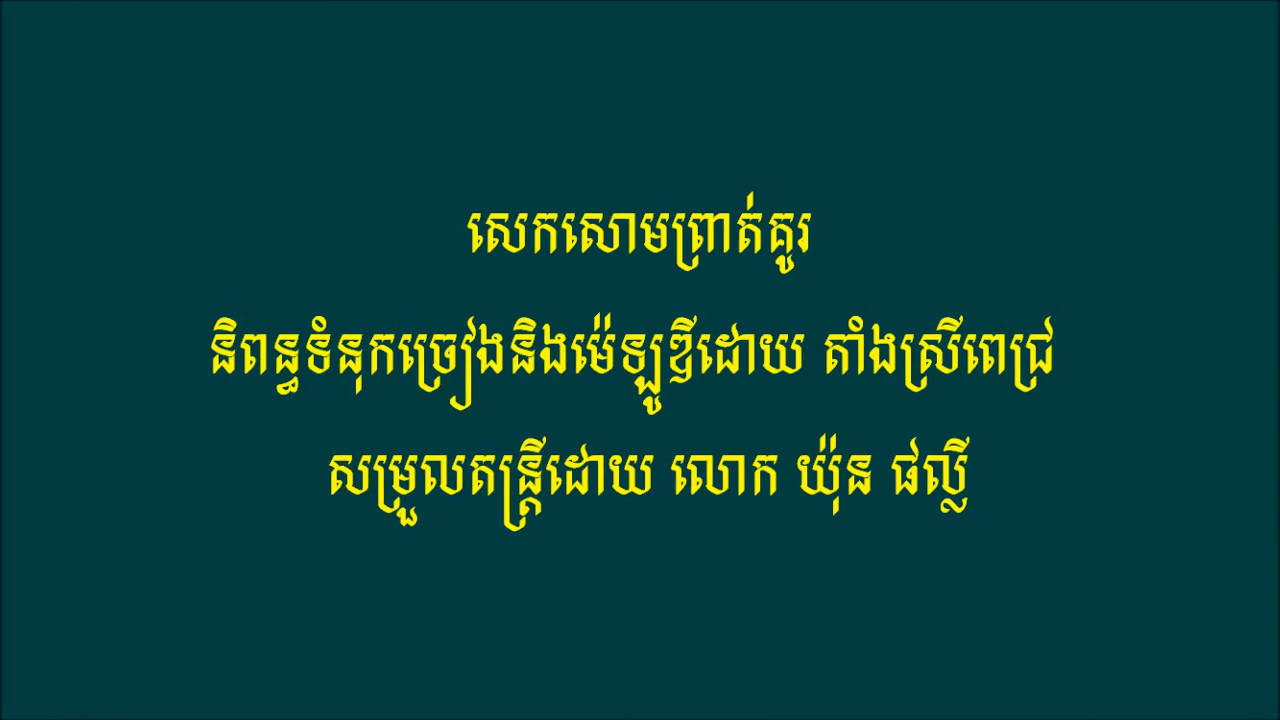 សេកសោមព្រាត់គូរ
និពន្ធទំនុកច្រៀងនិងម៉េឡូឌីដោយ តាំងស្រីពេជ្រ
សម្រួលតន្ត្រីដោយ លោក យ៉ុន ផល្លី